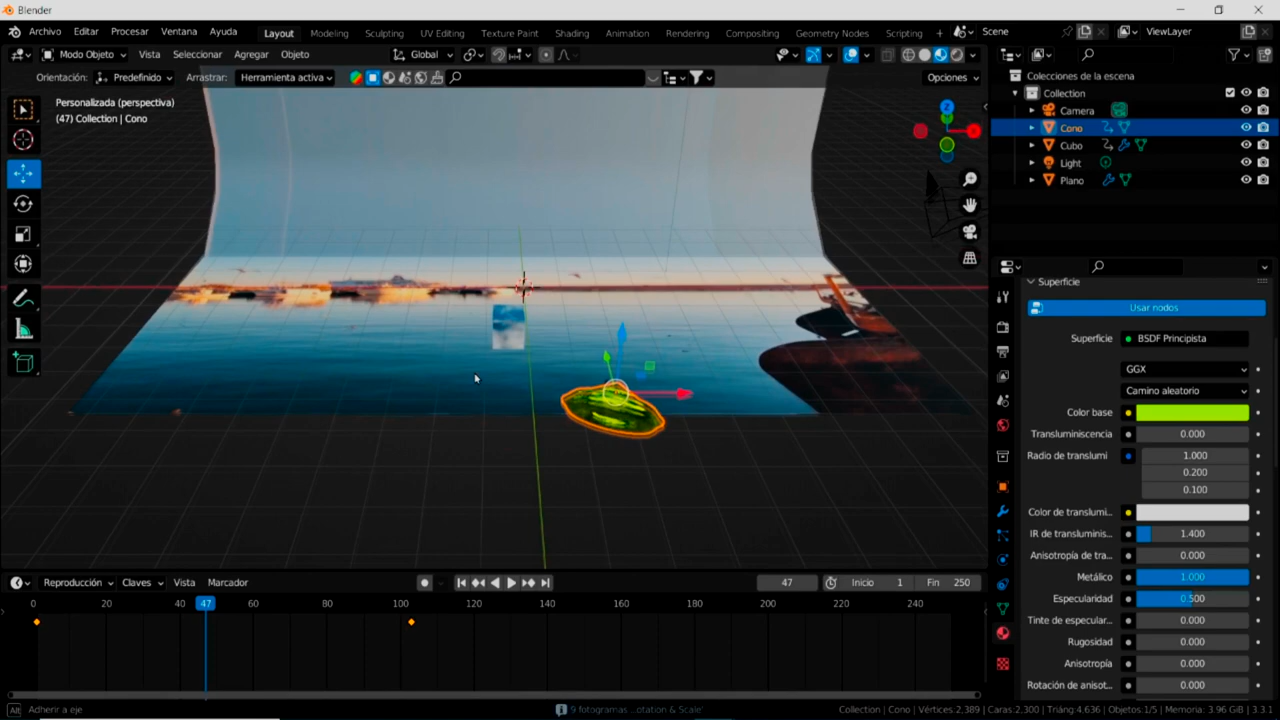 Blender
Archivo Editar Procesar Ventana Ayuda Layout Modeling Sculpting UV Editing Texture Paint Shading Animation Rendering Compositing Geometry Nodes Scripting + Scene ViewLayer
Modo Objeto Vista Seleccionar Agregar Objeto Global
Orientación: Predefinido Arrastrar: Herramienta activa Opciones
Personalizada (perspectiva)
(47) Collection | Cono
Z
Colecciones de la escena
Collection
Camera
Cono
Cubo
Light
Plano
Superficie
Usar nodos
Superficie BSDF Principista
GGX
Camino aleatorio
Color base
Transluminiscencia 0.000
Radio de translumi 1.000
0.200
0.100
Color de translumi...
IR de transluminis... 1.400
Anisotropía de tra... 0.000
Metálico 1.000
Especularidad 0.500
Tinte de especular... 0.000
Rugosidad 0.000
Anisotropía 0.000
Rotación de anisot... 0.000
Reproducción Claves Vista Marcador 47 Inicio 1 Fin 250
0 20 40 47 60 80 100 120 140 160 180 200 220 240
Alt Adherir a eje 9 fotogramas ...otation & Scale' Collection | Cono | Vértices:2,389 | Caras:2,300 | Triáng:4,636 | Objetos:1/5 | Memoria: 3.96 GiB | 3.3.1